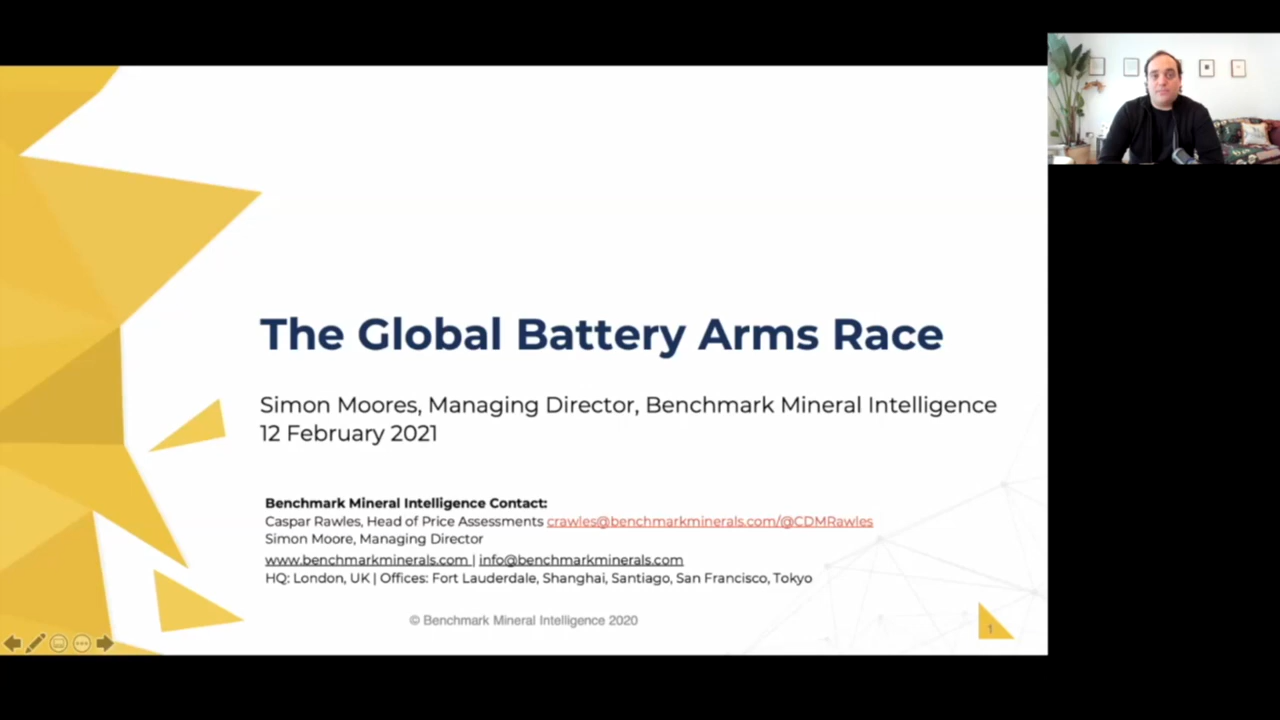 The Global Battery Arms Race
Simon Moores, Managing Director, Benchmark Mineral Intelligence
12 February 2021
Benchmark Mineral Intelligence Contact:
Caspar Rawles, Head of Price Assessments crawles@benchmarkminerals.com/@CDMRawles
Simon Moore, Managing Director
www.benchmarkminerals.com | info@benchmarkminerals.com
HQ: London, UK | Offices: Fort Lauderdale, Shanghai, Santiago, San Francisco, Tokyo
© Benchmark Mineral Intelligence 2020
1